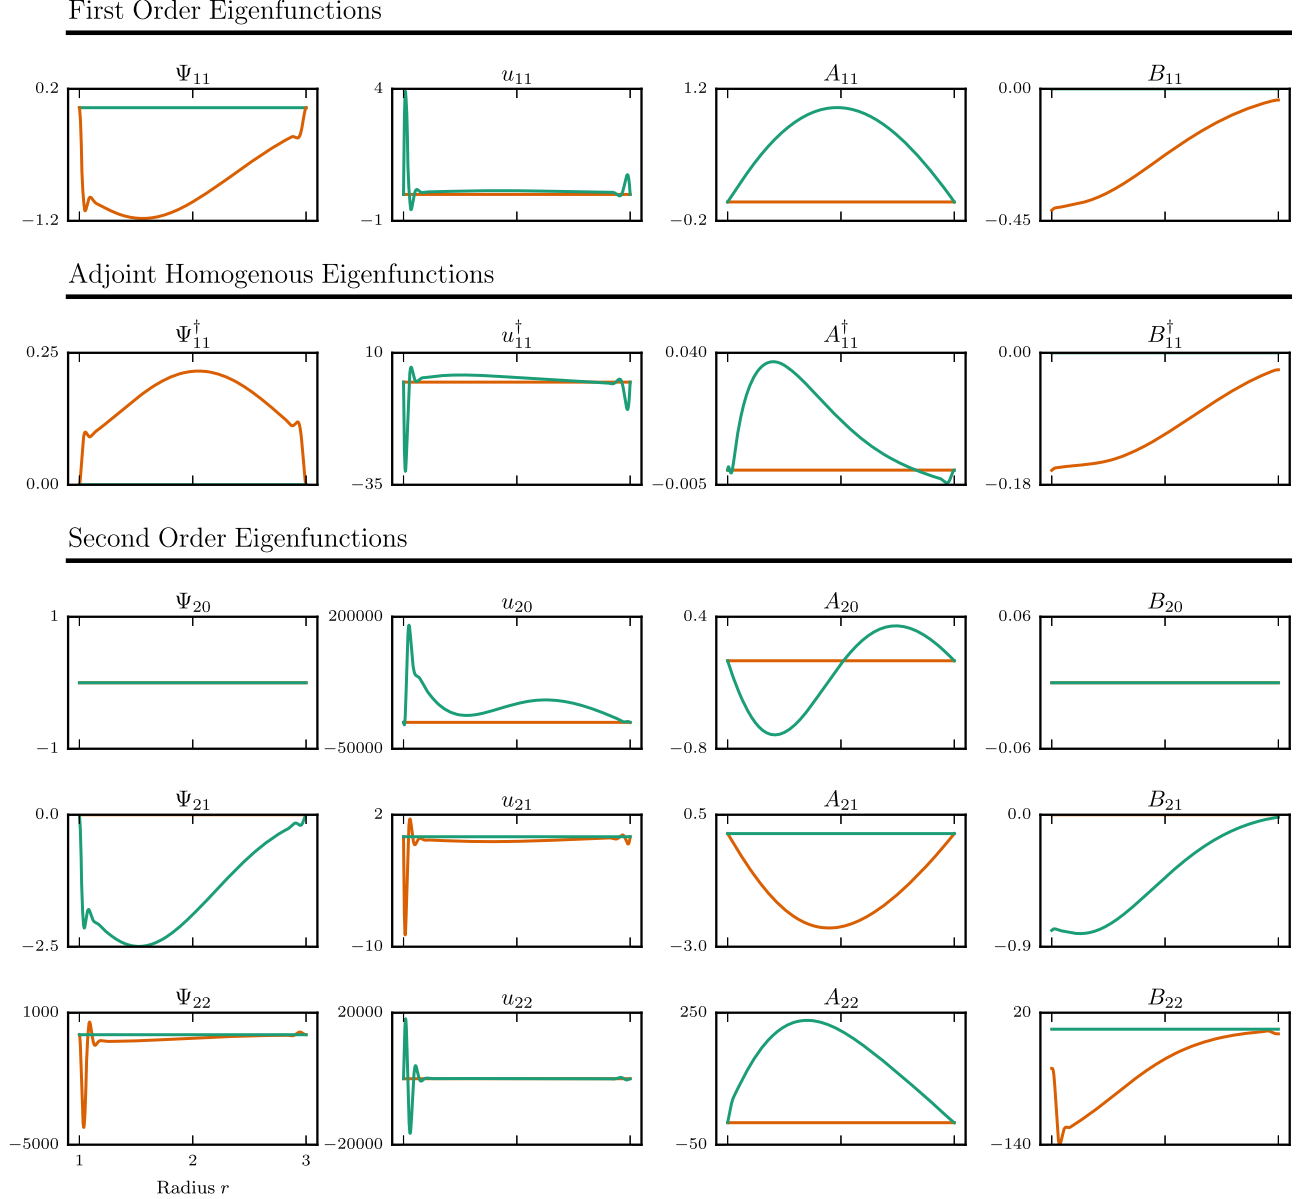 First Order Eigenfunctions
Ψ₁₁ u₁₁ A₁₁ B₁₁
0.2 4 1.2 0.00
−1.2 −1 −0.2 −0.45
Adjoint Homogenous Eigenfunctions
Ψ†₁₁ u†₁₁ A†₁₁ B†₁₁
0.25 10 0.040 0.00
0.00 −35 −0.005 −0.18
Second Order Eigenfunctions
Ψ₂₀ u₂₀ A₂₀ B₂₀
1 200000 0.4 0.06
−1 −50000 −0.8 −0.06
Ψ₂₁ u₂₁ A₂₁ B₂₁
0.0 2 0.5 0.0
−2.5 −10 −3.0 −0.9
Ψ₂₂ u₂₂ A₂₂ B₂₂
1000 20000 250 20
−5000 −20000 −50 −140
1 2 3
Radius r